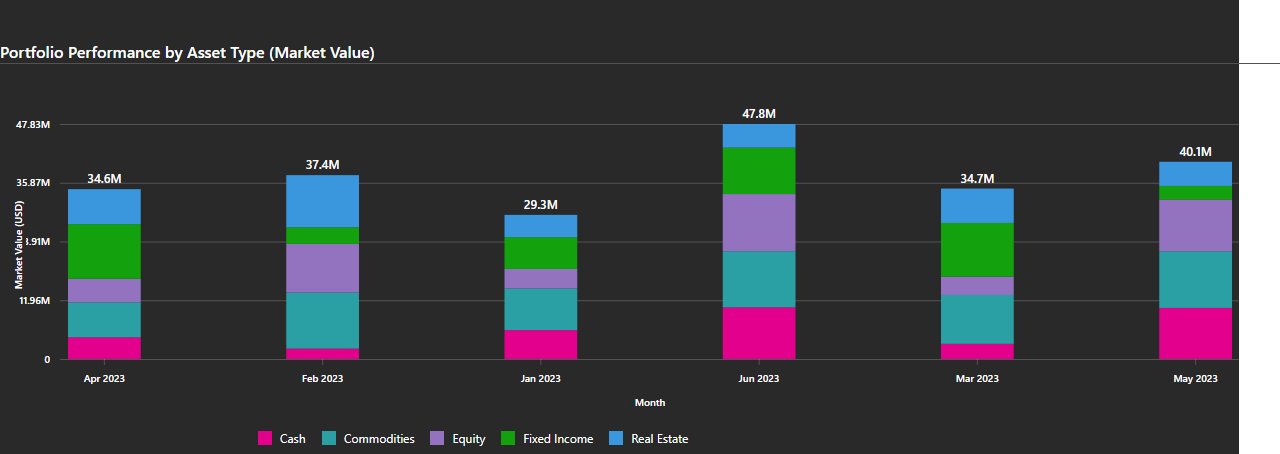 Portfolio Performance by Asset Type (Market Value)
47.83M
35.87M
3.91M
11.96M
0
Market Value (USD)
34.6M
37.4M
29.3M
47.8M
34.7M
40.1M
Apr 2023
Feb 2023
Jan 2023
Jun 2023
Mar 2023
May 2023
Month
Cash
Commodities
Equity
Fixed Income
Real Estate